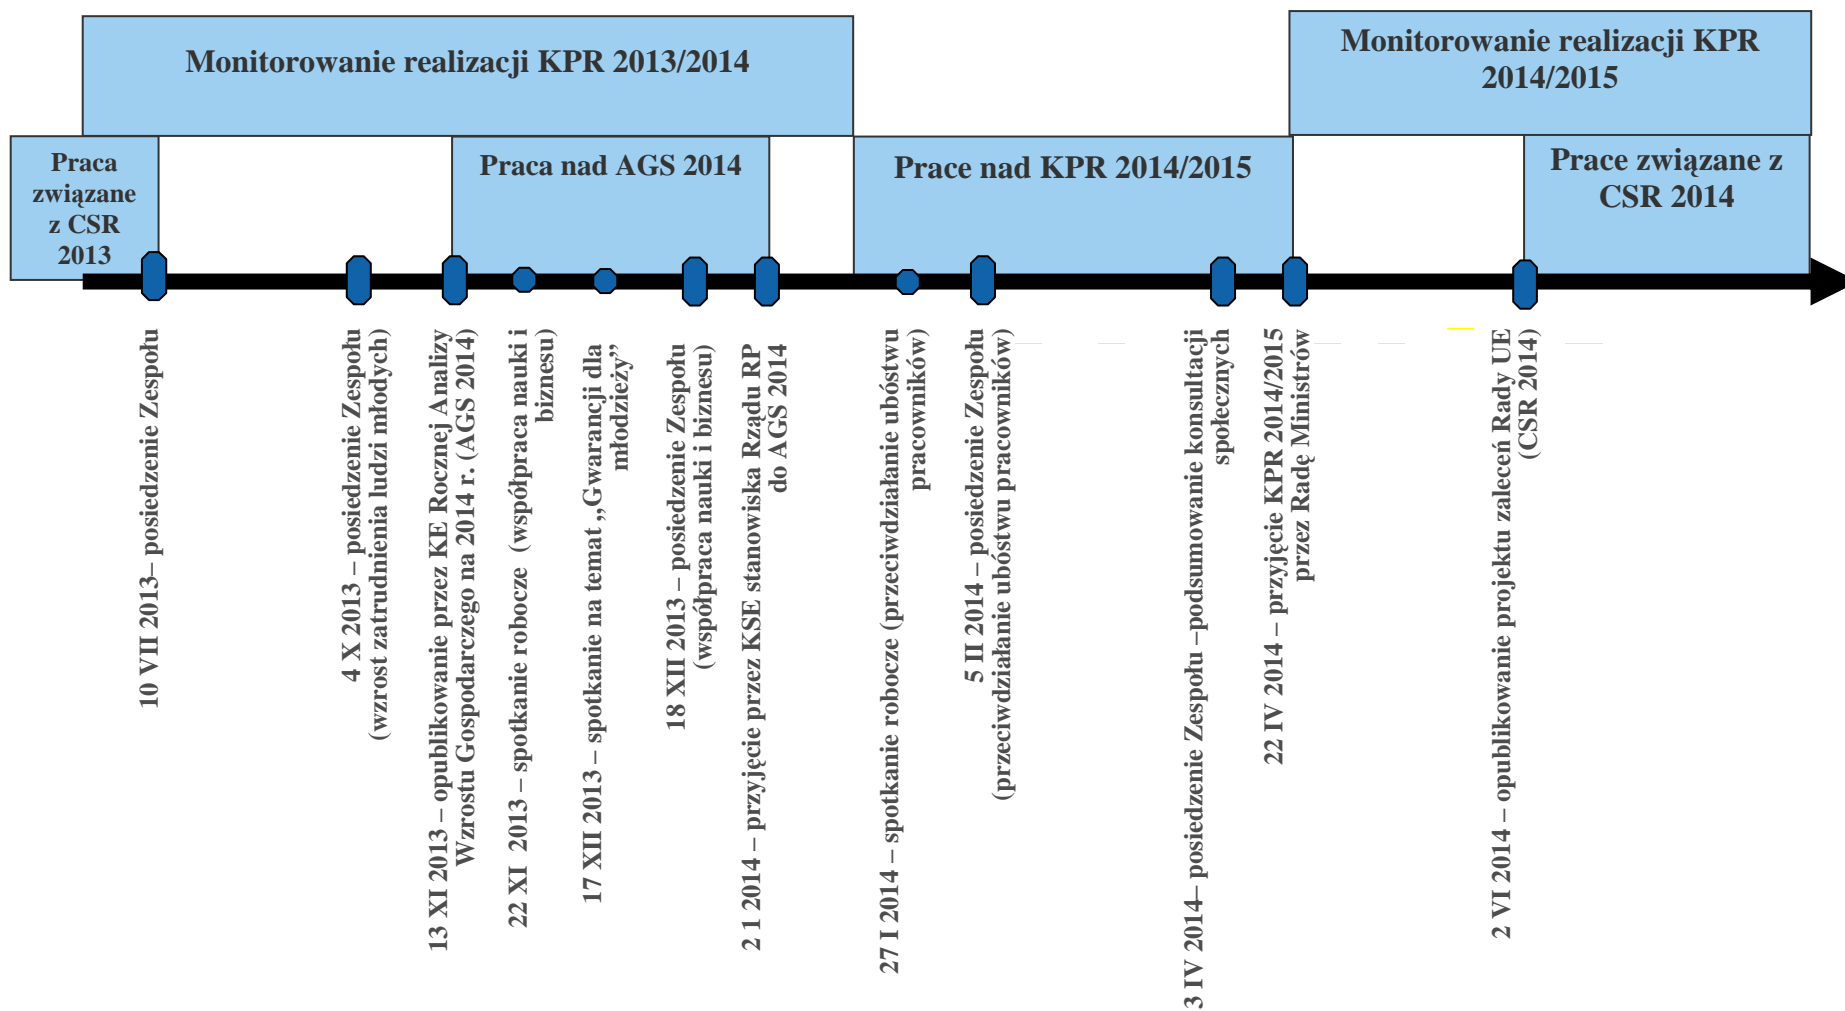 Monitorowanie realizacji KPR 2013/2014
Monitorowanie realizacji KPR
2014/2015
Praca
związane
z CSR
2013
Praca nad AGS 2014
Prace nad KPR 2014/2015
Prace związane z
CSR 2014
10 VII 2013– posiedzenie Zespołu
4 X 2013 – posiedzenie Zespołu
(wzrost zatrudnienia ludzi młodych)
13 XI 2013 – opublikowanie przez KE Rocznej Analizy
Wzrostu Gospodarczego na 2014 r. (AGS 2014)
22 XI 2013 – spotkanie robocze (współpraca nauki i
biznesu)
17 XII 2013 – spotkanie na temat „Gwarancji dla
młodzieży”
18 XII 2013 – posiedzenie Zespołu
(współpraca nauki i biznesu)
2 1 2014 – przyjęcie przez KSE stanowiska Rządu RP
do AGS 2014
27 I 2014 – spotkanie robocze (przeciwdziałanie ubóstwu
pracowników)
5 II 2014 – posiedzenie Zespołu
(przeciwdziałanie ubóstwu pracowników)
3 IV 2014– posiedzenie Zespołu –podsumowanie konsultacji
społecznych
22 IV 2014 – przyjęcie KPR 2014/2015
przez Radę Ministrów
2 VI 2014 – opublikowanie projektu zaleceń Rady UE
(CSR 2014)